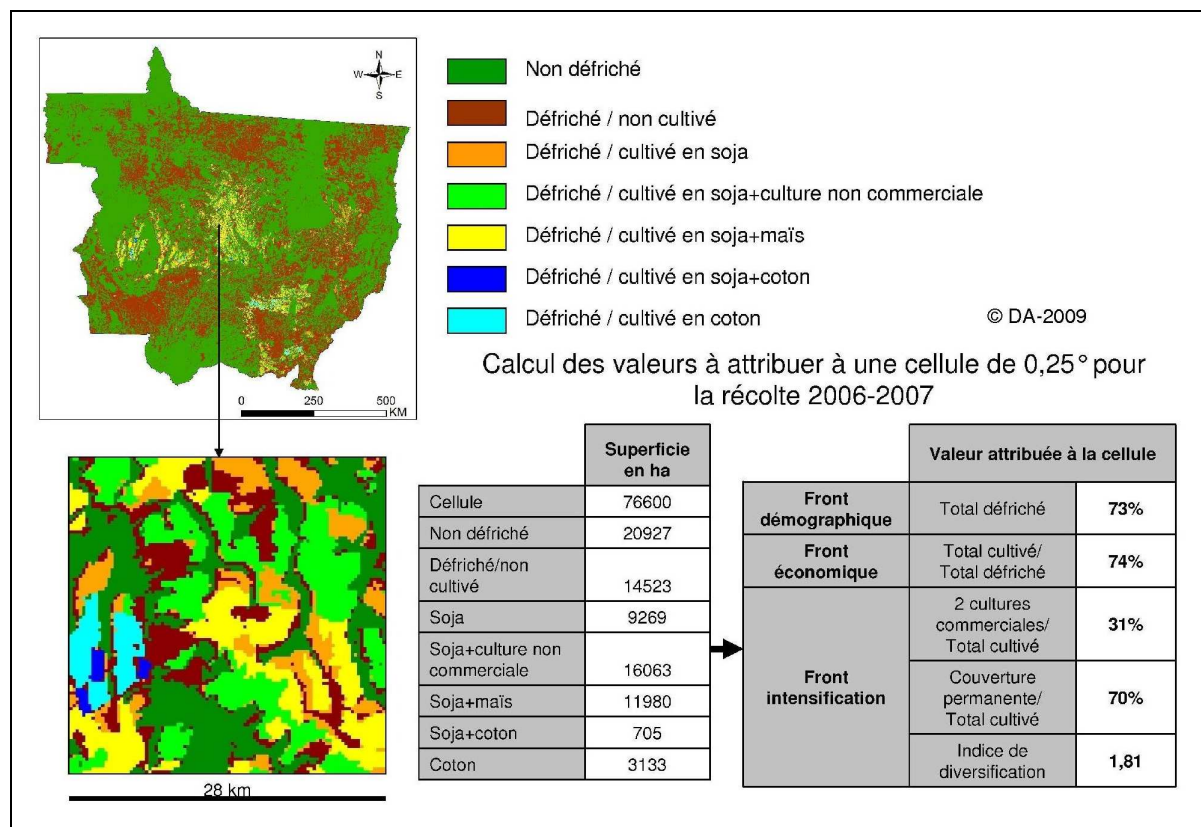 N
W E
S
0 250 500
KM
Non défriché
Défriché / non cultivé
Défriché / cultivé en soja
Défriché / cultivé en soja+culture non commerciale
Défriché / cultivé en soja+maïs
Défriché / cultivé en soja+coton
Défriché / cultivé en coton
© DA-2009
Calcul des valeurs à attribuer à une cellule de 0,25° pour
la récolte 2006-2007
28 km
Superficie
en ha
Cellule 76600
Non défriché 20927
Défriché/non
cultivé 14523
Soja 9269
Soja+culture non
commerciale 16063
Soja+maïs 11980
Soja+coton 705
Coton 3133
Valeur attribuée à la cellule
Front
démographique
Total défriché 73%
Front
économique
Total cultivé/
Total défriché 74%
Front
intensification
2 cultures
commerciales/
Total cultivé 31%
Couverture
permanente/
Total cultivé 70%
Indice de
diversification 1,81